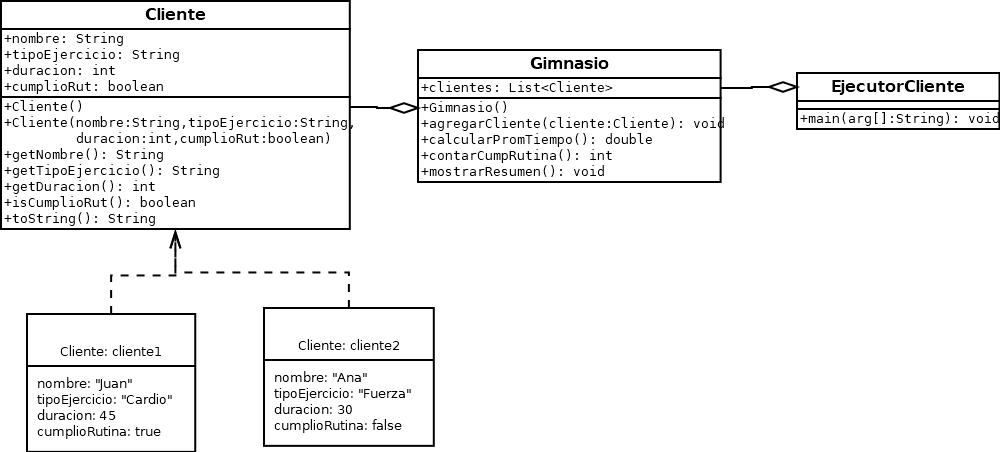 Cliente
+nombre: String
+tipoEjercicio: String
+duracion: int
+cumplioRut: boolean
+Cliente()
+Cliente(nombre:String,tipoEjercicio:String,
duracion:int,cumplioRut:boolean)
+getNombre(): String
+getTipoEjercicio(): String
+getDuracion(): int
+isCumplioRut(): boolean
+toString(): String
Gimnasio
+clientes: List<Cliente>
+Gimnasio()
+agregarCliente(cliente:Cliente): void
+calcularPromTiempo(): double
+contarCumpRutina(): int
+mostrarResumen(): void
EjecutorCliente
+main(arg[]:String): void
Cliente: cliente1
nombre: "Juan"
tipoEjercicio: "Cardio"
duracion: 45
cumplioRutina: true
Cliente: cliente2
nombre: "Ana"
tipoEjercicio: "Fuerza"
duracion: 30
cumplioRutina: false